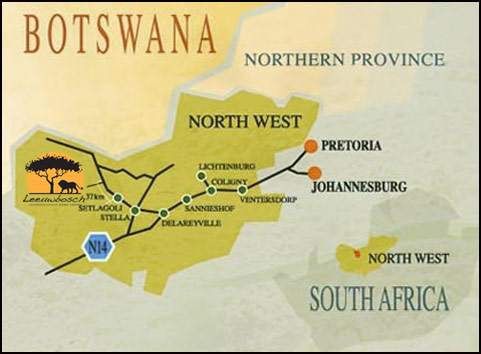 BOTSWANA
NORTHERN PROVINCE
NORTH WEST
PRETORIA
LICHTENBURG
JOHANNESBURG
COLIGNY
Leeuwbosch
37km
SETLAGOLI
VENTERSDORP
SANNIESHOF
STELLA
DELAREYVILLE
N14
NORTH WEST
SOUTH AFRICA